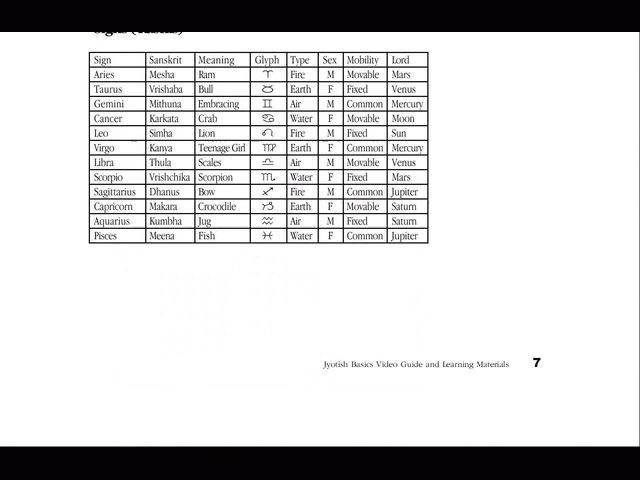 Sign Sanskrit Meaning Glyph Type Sex Mobility Lord
Aries Mesha Ram ♈ Fire M Movable Mars
Taurus Vrishaba Bull ♉ Earth F Fixed Venus
Gemini Mithuna Embracing ♊ Air M Common Mercury
Cancer Karkata Crab ♋ Water F Movable Moon
Leo Simha Lion ♌ Fire M Fixed Sun
Virgo Kanya Teenage Girl ♍ Earth F Common Mercury
Libra Thula Scales ♎ Air M Movable Venus
Scorpio Vrishchika Scorpion ♏ Water F Fixed Mars
Sagittarius Dhanus Bow ♐ Fire M Common Jupiter
Capricorn Makara Crocodile ♑ Earth F Movable Saturn
Aquarius Kumbha Jug ♒ Air M Fixed Saturn
Pisces Meena Fish ♓ Water F Common Jupiter
Jyotish Basics Video Guide and Learning Materials 7